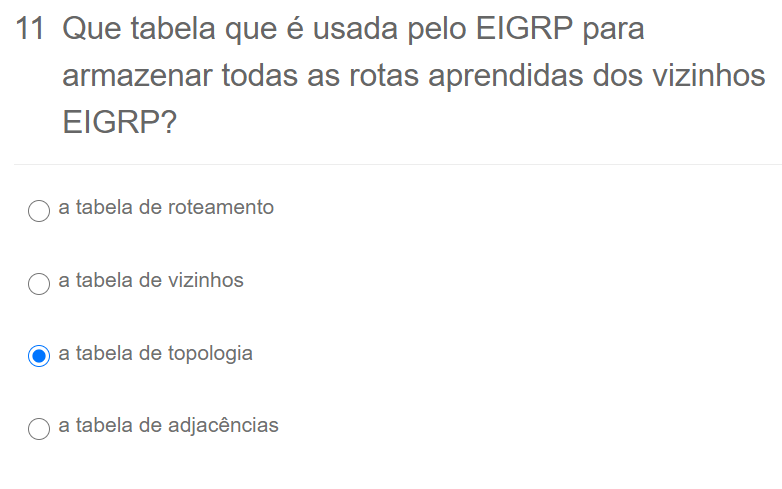 11 Que tabela que é usada pelo EIGRP para
armazenar todas as rotas aprendidas dos vizinhos
EIGRP?
a tabela de roteamento
a tabela de vizinhos
a tabela de topologia
a tabela de adjacências